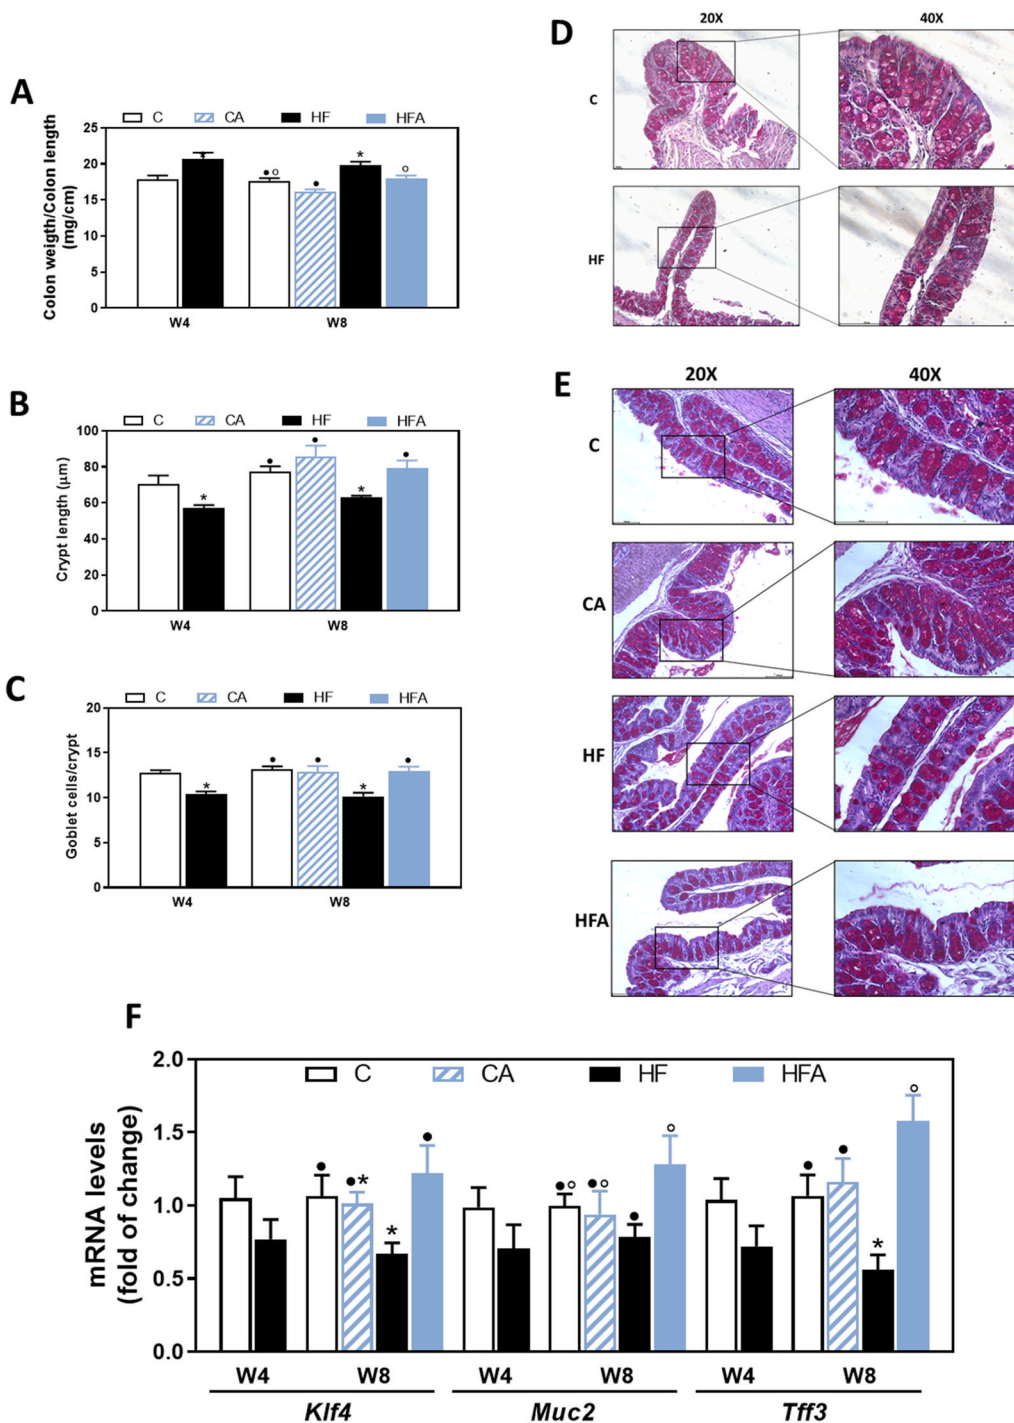 A
C CA HF HFA
Colon weigth/Colon length
(mg/cm)
25
20
15
10
5
0
*
● ○
●
*
○
W4 W8
B
C CA HF HFA
Crypt length (μm)
100
80
60
40
20
0
*
●
●
*
●
W4 W8
C
C CA HF HFA
Goblet cells/crypt
20
15
10
5
0
*
●
●
*
●
W4 W8
D
20X 40X
C
HF
E
20X 40X
C
CA
HF
HFA
F
C CA HF HFA
mRNA levels
(fold of change)
2.0
1.5
1.0
0.5
0.0
●
●*
*
●
●○
●○
●
○
●
●
*
○
W4 W8 W4 W8 W4 W8
Klf4 Muc2 Tff3